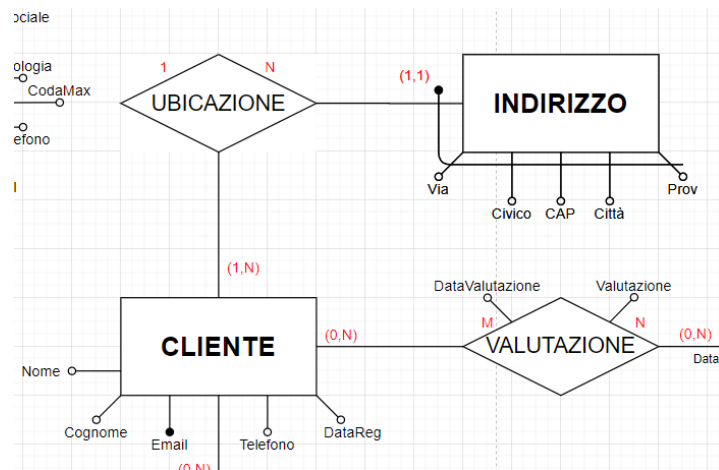 ociale
ologia
CodaMax
efono
1
N
UBICAZIONE
(1,1)
INDIRIZZO
Via
Civico
CAP
Città
Prov
(1,N)
CLIENTE
Nome
Cognome
Email
Telefono
DataReg
(0,N)
(0,N)
DataValutazione
Valutazione
M
N
VALUTAZIONE
(0,N)
Data